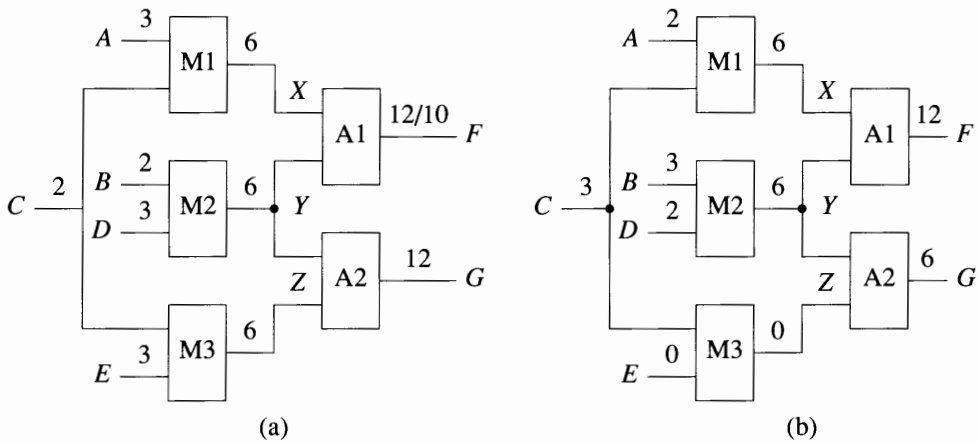 A 3 M1 6 X
A1 12/10 F
C 2
B 2 D 3 M2 6 Y
Z A2 12 G
E 3 M3 6
(a)
A 2 M1 6 X
A1 12 F
C 3
B 3 D 2 M2 6 Y
Z A2 6 G
E 0 M3 0
(b)